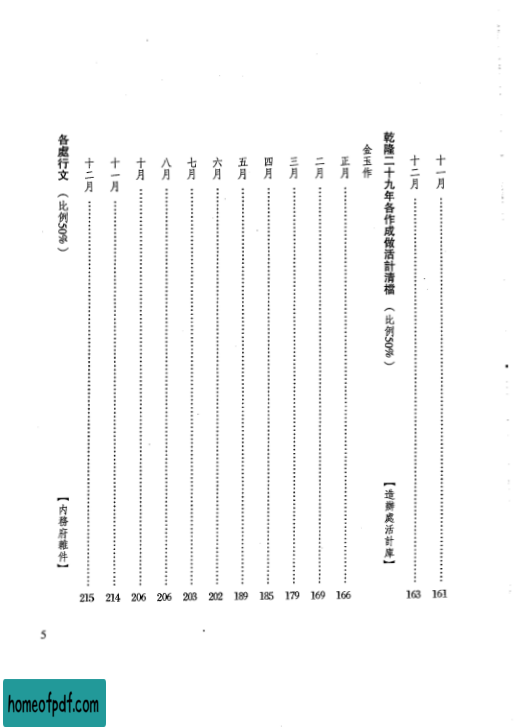 十一月 161
十二月 163
乾隆二十九年各作成做活計清檔（比例50%）【造辦處活計庫】
金玉作
正月 166
二月 169
三月 179
四月 185
五月 189
六月 202
七月 203
八月 206
十月 206
十一月 214
十二月 215
各處行文（比例50%）【內務府雜件】
5
homeofpdf.com